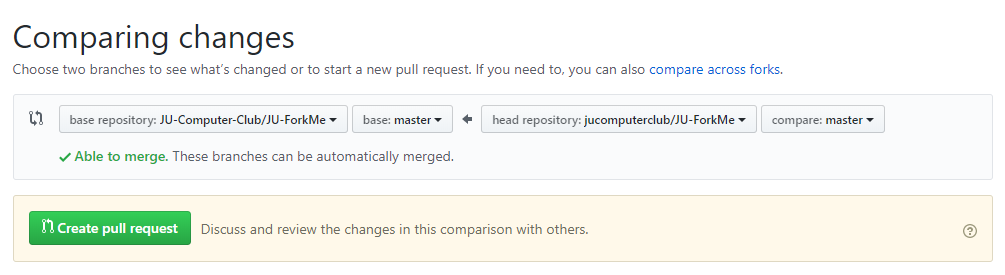 Comparing changes
Choose two branches to see what's changed or to start a new pull request. If you need to, you can also compare across forks.
base repository: JU-Computer-Club/JU-ForkMe base: master head repository: jucomputerclub/JU-ForkMe compare: master
Able to merge. These branches can be automatically merged.
Create pull request Discuss and review the changes in this comparison with others. ?